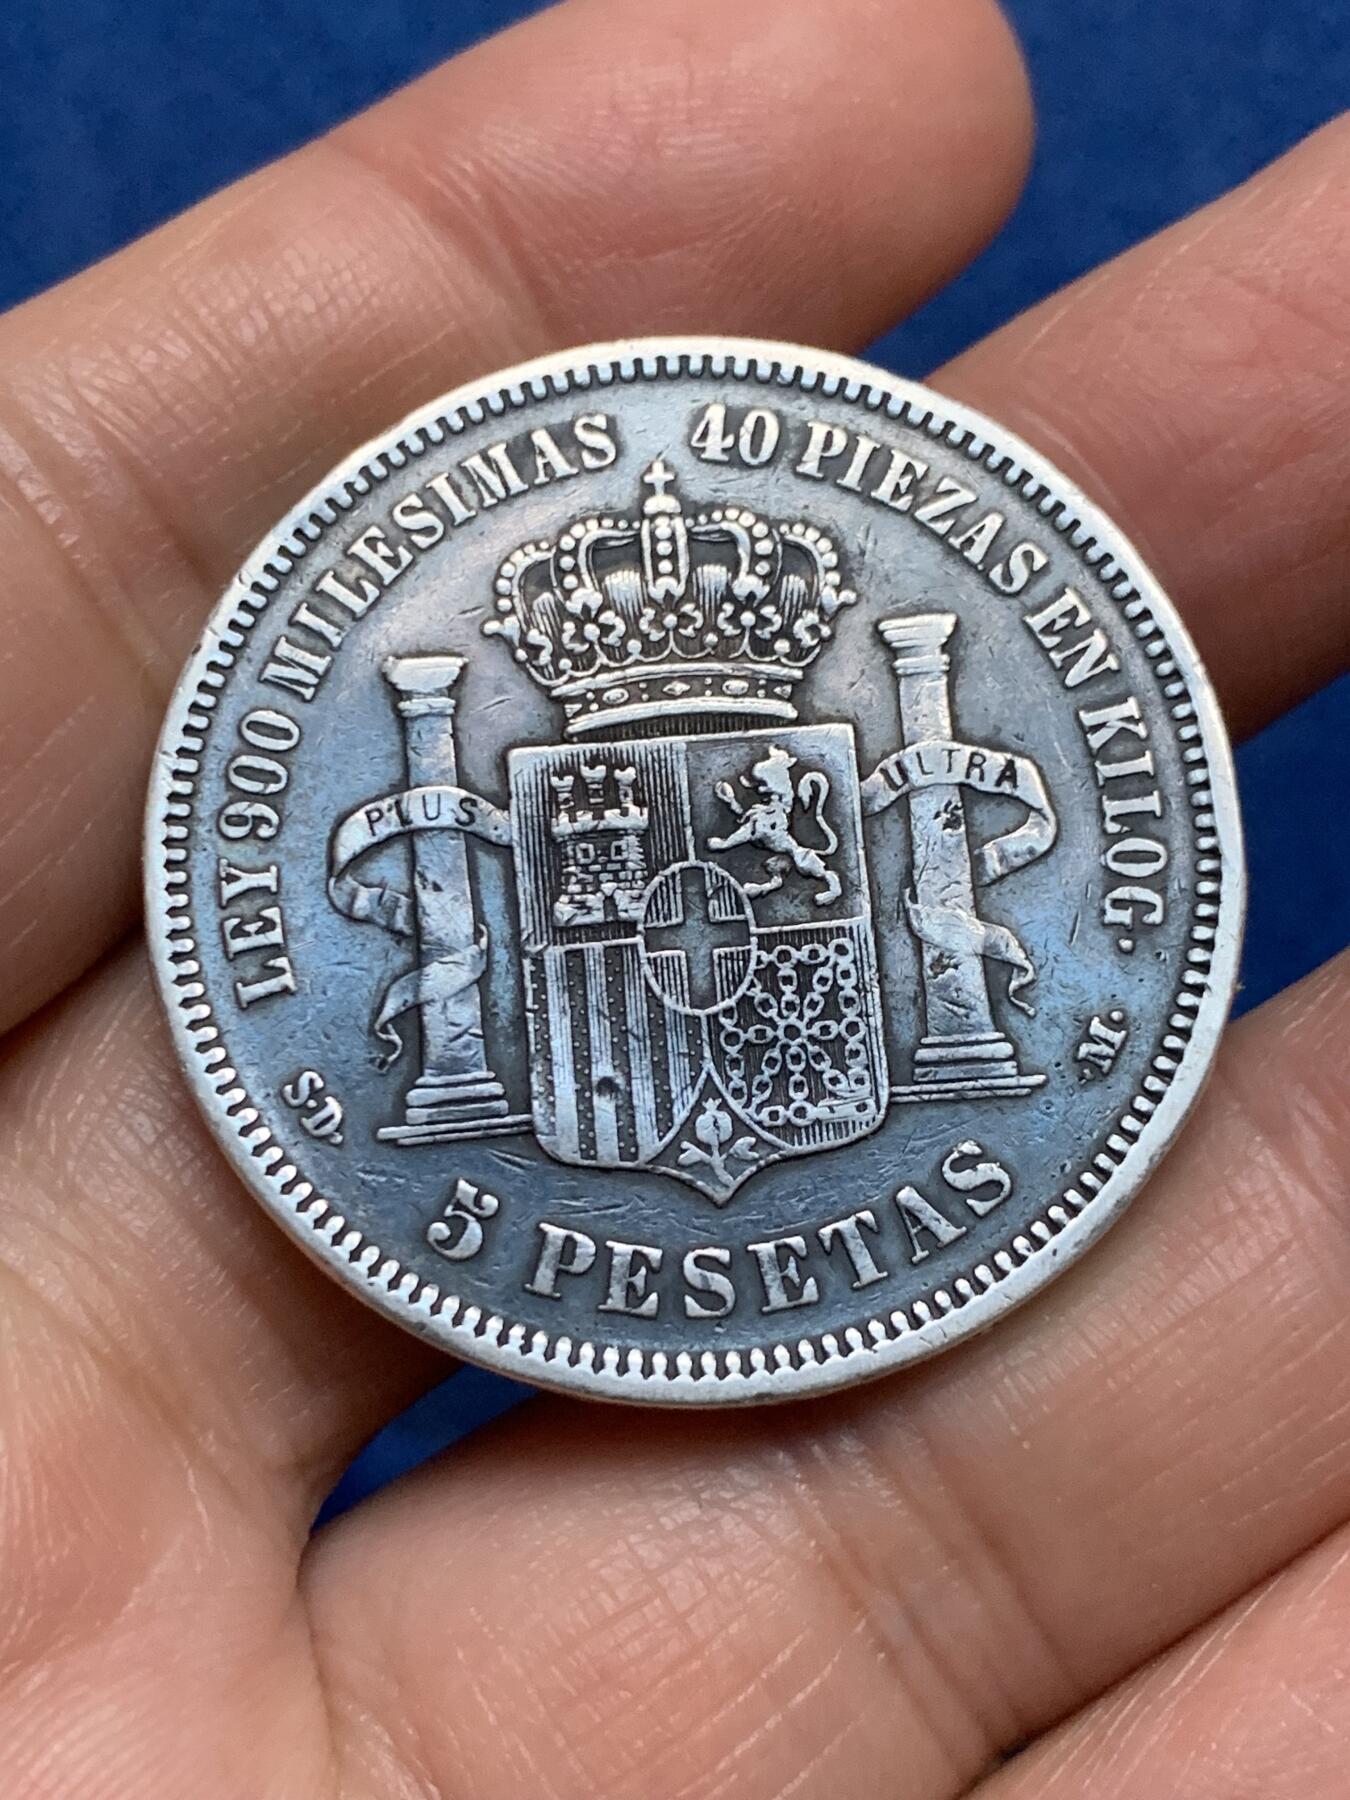 LEY 900 MILESIMAS 40 PIEZAS EN KILOG·
PLUS
ULTRA
S·D·
·M·
5 PESETAS